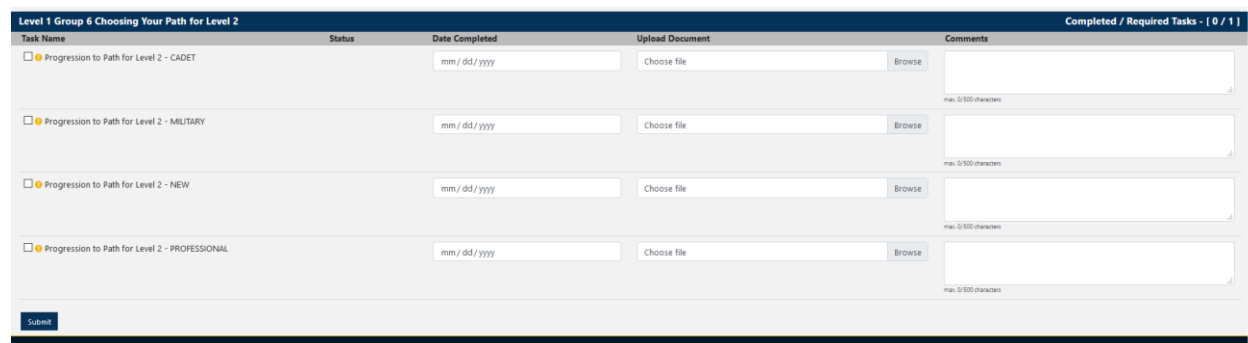 Level 1 Group 6 Choosing Your Path for Level 2 Completed / Required Tasks - [ 0 / 1 ]
Task Name Status Date Completed Upload Document Comments
Progression to Path for Level 2 - CADET mm / dd / yyyy Choose file Browse
max. 0/500 characters
Progression to Path for Level 2 - MILITARY mm / dd / yyyy Choose file Browse
max. 0/500 characters
Progression to Path for Level 2 - NEW mm / dd / yyyy Choose file Browse
max. 0/500 characters
Progression to Path for Level 2 - PROFESSIONAL mm / dd / yyyy Choose file Browse
max. 0/500 characters
Submit